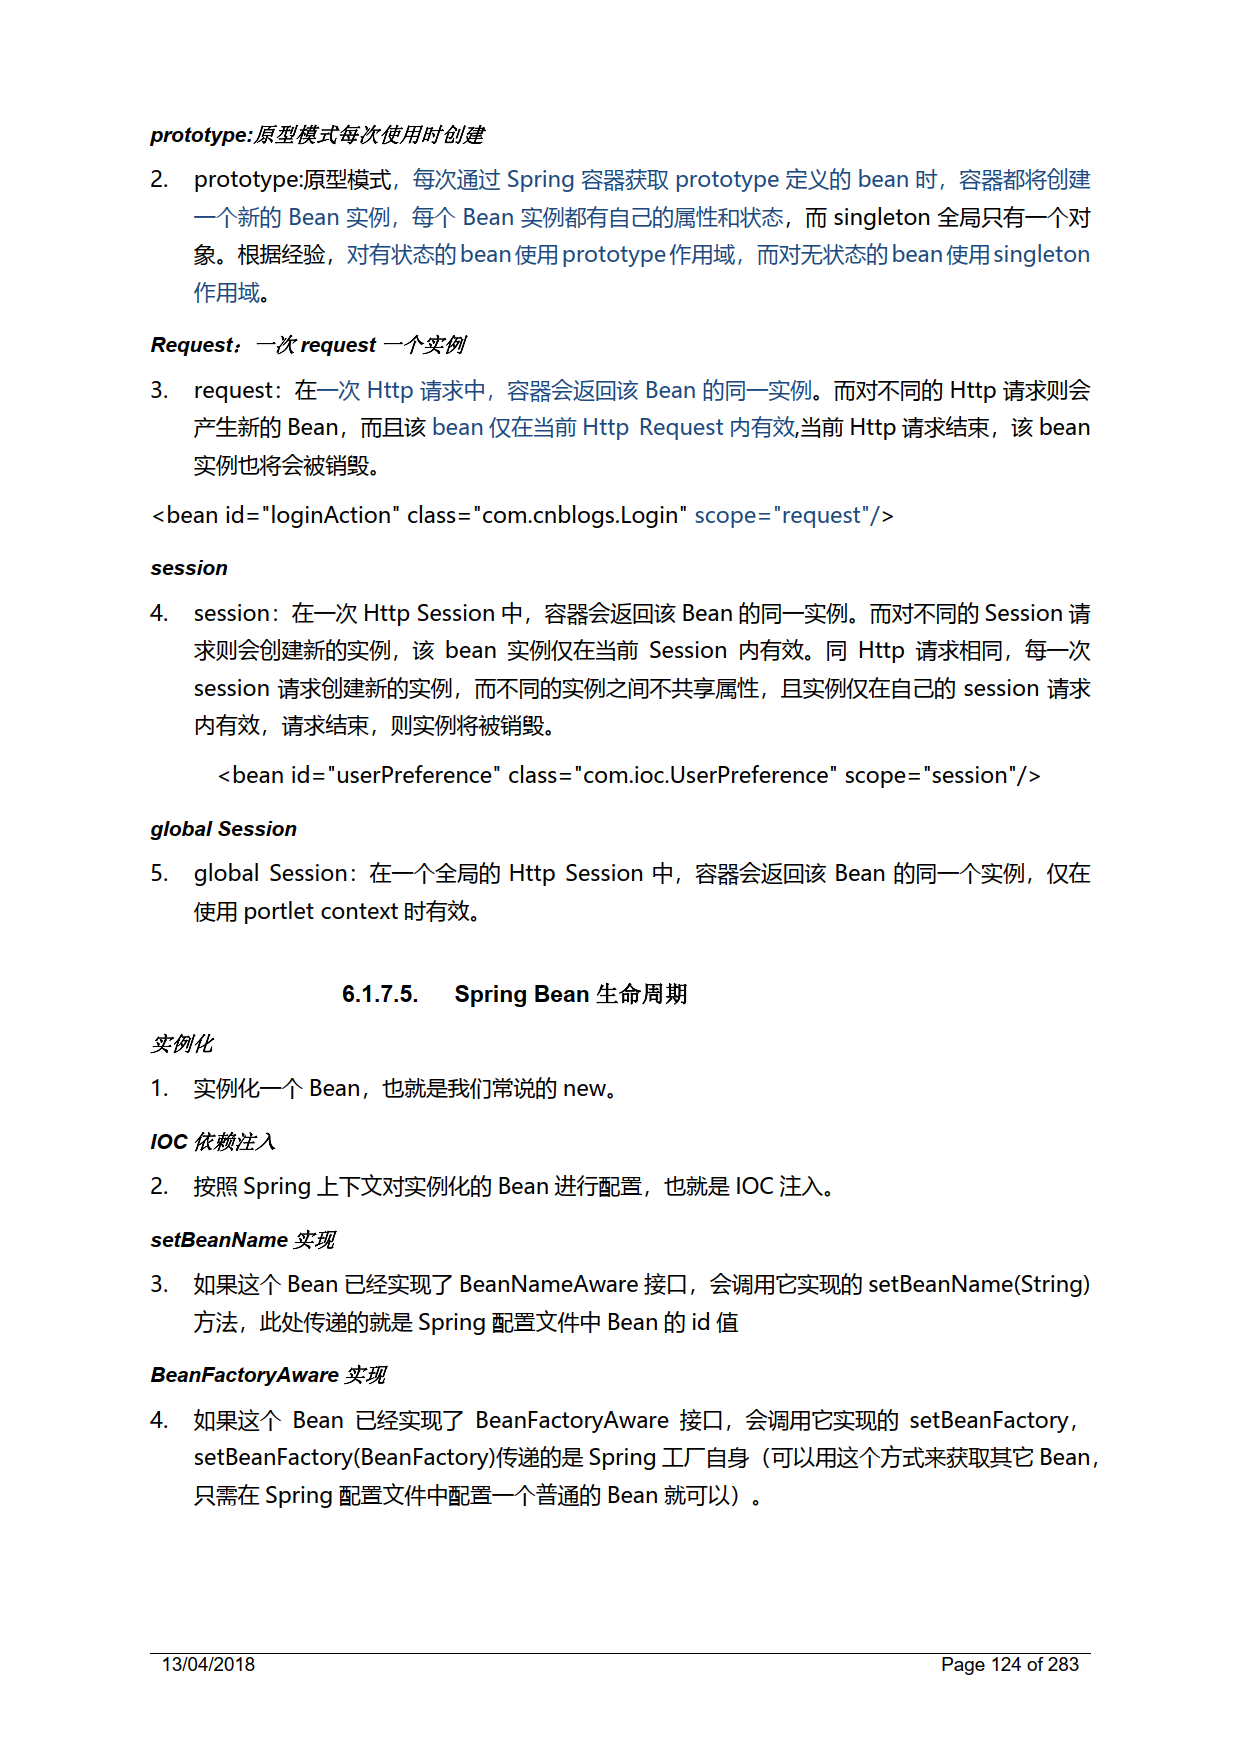 prototype:原型模式每次使用时创建
2. prototype:原型模式，每次通过 Spring 容器获取 prototype 定义的 bean 时，容器都将创建
一个新的 Bean 实例，每个 Bean 实例都有自己的属性和状态，而 singleton 全局只有一个对
象。根据经验，对有状态的bean使用prototype作用域，而对无状态的bean使用singleton
作用域。
Request：一次 request 一个实例
3. request：在一次 Http 请求中，容器会返回该 Bean 的同一实例。而对不同的 Http 请求则会
产生新的 Bean，而且该 bean 仅在当前 Http Request 内有效,当前 Http 请求结束，该 bean
实例也将会被销毁。
<bean id="loginAction" class="com.cnblogs.Login" scope="request"/>
session
4. session：在一次 Http Session 中，容器会返回该 Bean 的同一实例。而对不同的 Session 请
求则会创建新的实例，该 bean 实例仅在当前 Session 内有效。同 Http 请求相同，每一次
session 请求创建新的实例，而不同的实例之间不共享属性，且实例仅在自己的 session 请求
内有效，请求结束，则实例将被销毁。
<bean id="userPreference" class="com.ioc.UserPreference" scope="session"/>
global Session
5. global Session：在一个全局的 Http Session 中，容器会返回该 Bean 的同一个实例，仅在
使用 portlet context 时有效。
6.1.7.5. Spring Bean 生命周期
实例化
1. 实例化一个 Bean，也就是我们常说的 new。
IOC 依赖注入
2. 按照 Spring 上下文对实例化的 Bean 进行配置，也就是 IOC 注入。
setBeanName 实现
3. 如果这个 Bean 已经实现了 BeanNameAware 接口，会调用它实现的 setBeanName(String)
方法，此处传递的就是 Spring 配置文件中 Bean 的 id 值
BeanFactoryAware 实现
4. 如果这个 Bean 已经实现了 BeanFactoryAware 接口，会调用它实现的 setBeanFactory，
setBeanFactory(BeanFactory)传递的是 Spring 工厂自身（可以用这个方式来获取其它 Bean，
只需在 Spring 配置文件中配置一个普通的 Bean 就可以）。
13/04/2018 Page 124 of 283